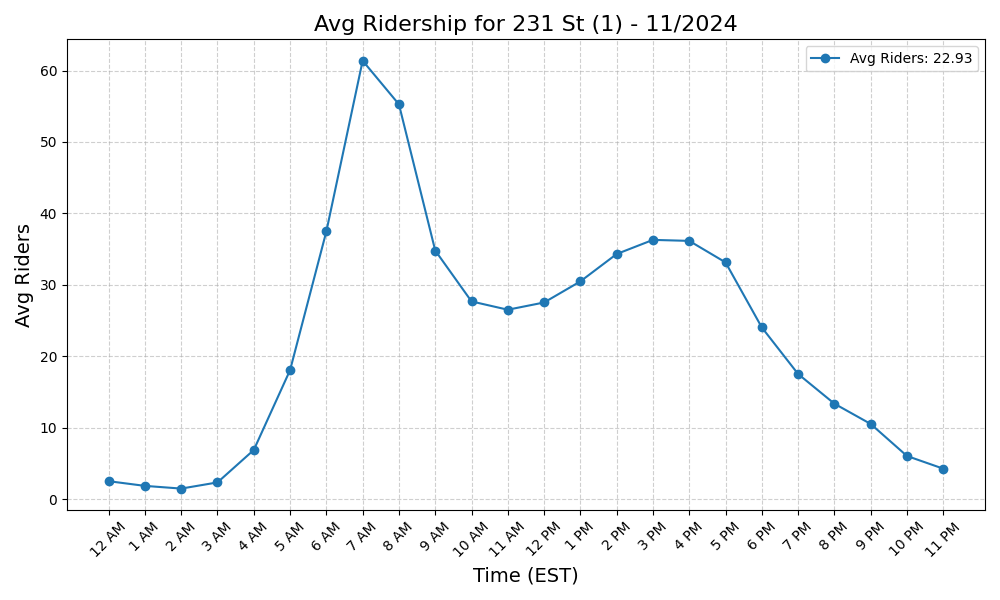 Avg Ridership for 231 St (1) - 11/2024
Avg Riders: 22.93
Avg Riders
60
50
40
30
20
10
0
12 AM
1 AM
2 AM
3 AM
4 AM
5 AM
6 AM
7 AM
8 AM
9 AM
10 AM
11 AM
12 PM
1 PM
2 PM
3 PM
4 PM
5 PM
6 PM
7 PM
8 PM
9 PM
10 PM
11 PM
Time (EST)